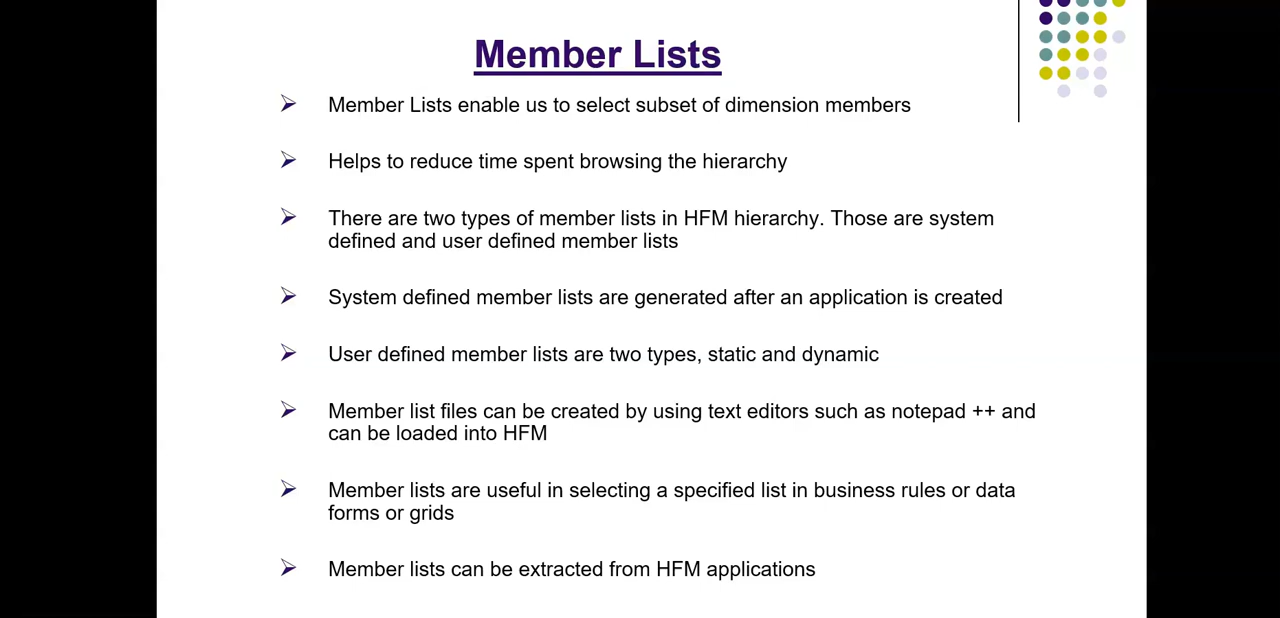 Member Lists
Member Lists enable us to select subset of dimension members
Helps to reduce time spent browsing the hierarchy
There are two types of member lists in HFM hierarchy. Those are system
defined and user defined member lists
System defined member lists are generated after an application is created
User defined member lists are two types, static and dynamic
Member list files can be created by using text editors such as notepad ++ and
can be loaded into HFM
Member lists are useful in selecting a specified list in business rules or data
forms or grids
Member lists can be extracted from HFM applications